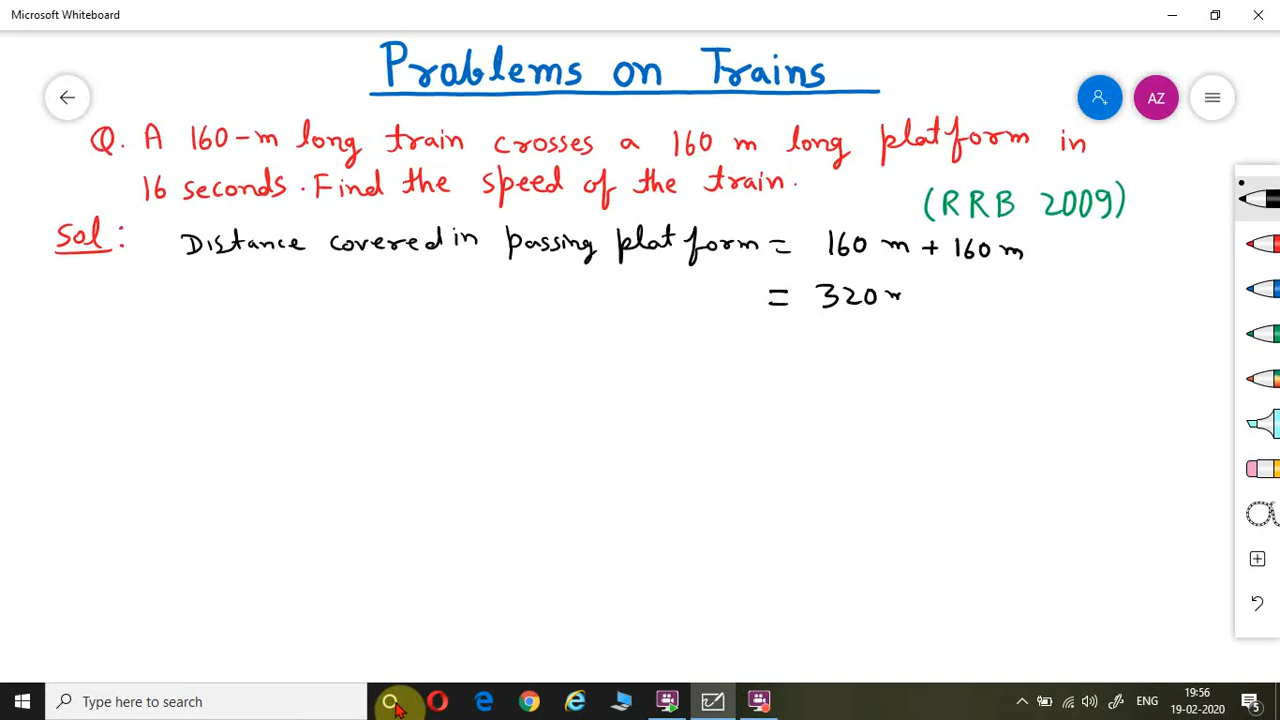 Microsoft Whiteboard
Problems on Trains
AZ
Q. A 160-m long train crosses a 160 m long platform in
16 seconds. Find the speed of the train.
(RRB 2009)
Sol: Distance covered in passing platform = 160 m + 160 m
= 320 m
Type here to search
ENG
19:56
19-02-2020
5